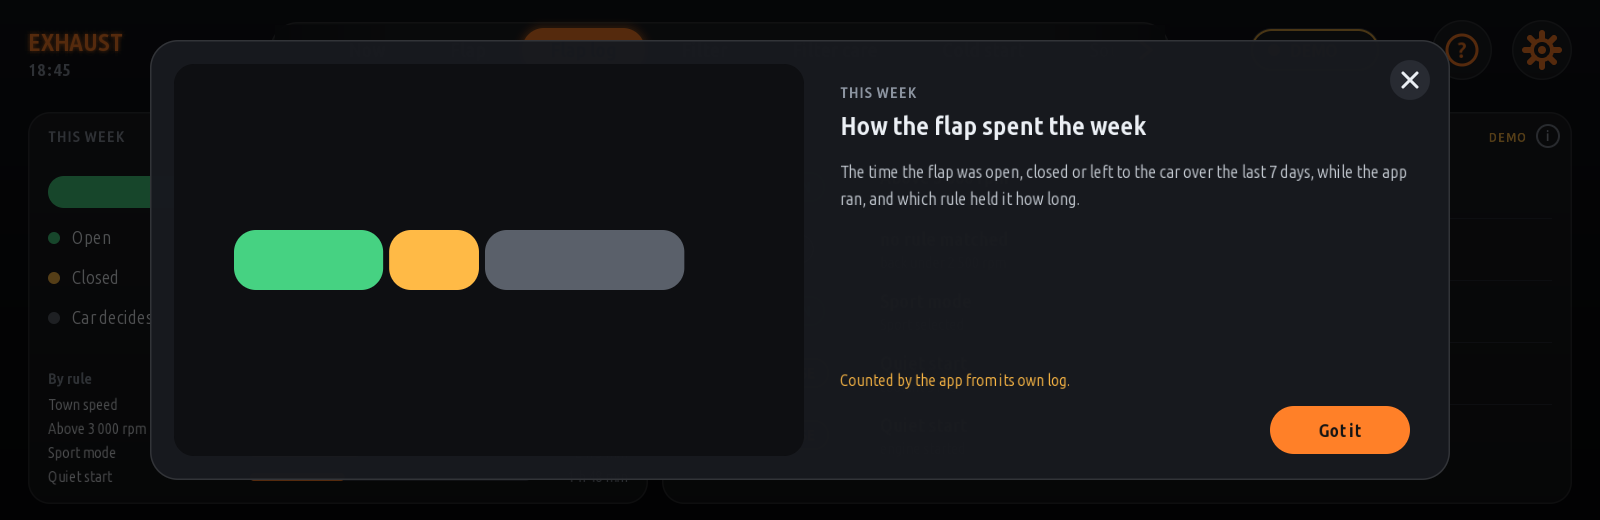 EXHAUST
18:45
?
THIS WEEK
DEMO
i
Open
Closed
Car decides
By rule
Town speed
Above 3 000 rpm
Sport mode
Quiet start
THIS WEEK
How the flap spent the week
The time the flap was open, closed or left to the car over the last 7 days, while the app
ran, and which rule held it how long.
Counted by the app from its own log.
Got it